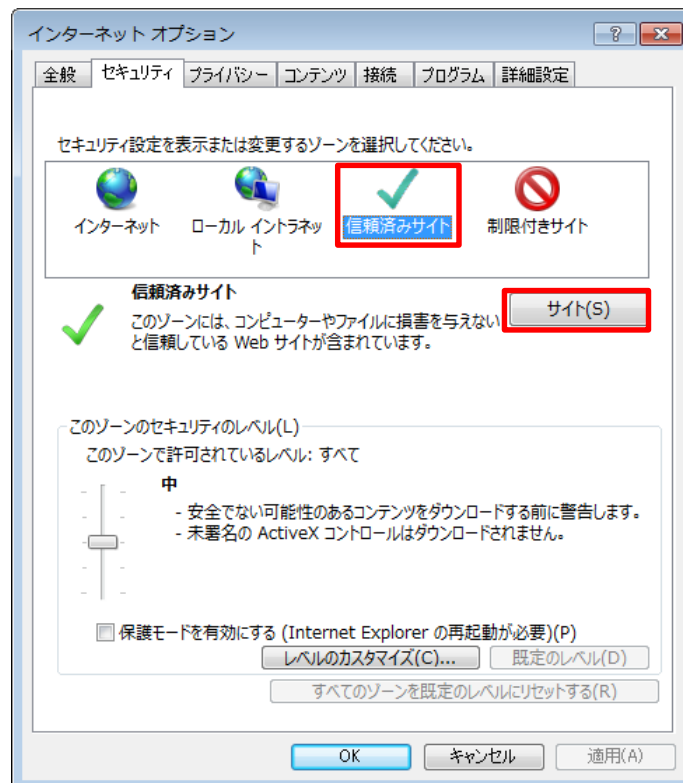 インターネット オプション
全般 セキュリティ プライバシー コンテンツ 接続 プログラム 詳細設定
セキュリティ設定を表示または変更するゾーンを選択してください。
インターネット
ローカル イントラネッ
ト
信頼済みサイト
制限付きサイト
信頼済みサイト
サイト(S)
このゾーンには、コンピューターやファイルに損害を与えない
と信頼している Web サイトが含まれています。
このゾーンのセキュリティのレベル(L)
このゾーンで許可されているレベル: すべて
中
- 安全でない可能性のあるコンテンツをダウンロードする前に警告します。
- 未署名の ActiveX コントロールはダウンロードされません。
保護モードを有効にする (Internet Explorer の再起動が必要)(P)
レベルのカスタマイズ(C)... 既定のレベル(D)
すべてのゾーンを既定のレベルにリセットする(R)
OK キャンセル 適用(A)